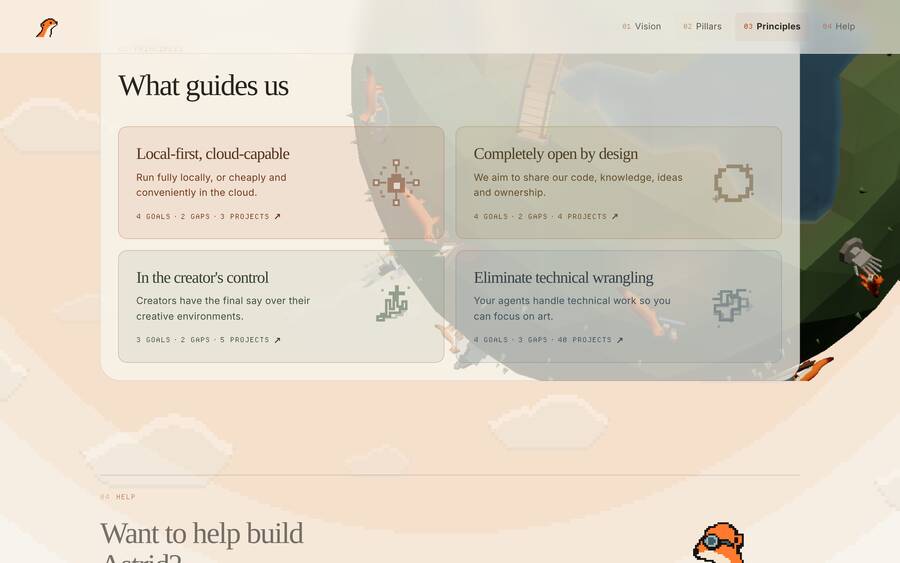 01 Vision
02 Pillars
03 Principles
04 Help
03 PRINCIPLES
What guides us
Local-first, cloud-capable
Run fully locally, or cheaply and
conveniently in the cloud.
4 GOALS · 2 GAPS · 3 PROJECTS ↗
Completely open by design
We aim to share our code, knowledge, ideas
and ownership.
4 GOALS · 2 GAPS · 4 PROJECTS ↗
In the creator's control
Creators have the final say over their
creative environments.
3 GOALS · 2 GAPS · 5 PROJECTS ↗
Eliminate technical wrangling
Your agents handle technical work so you
can focus on art.
4 GOALS · 3 GAPS · 40 PROJECTS ↗
04 HELP
Want to help build
Astrid?